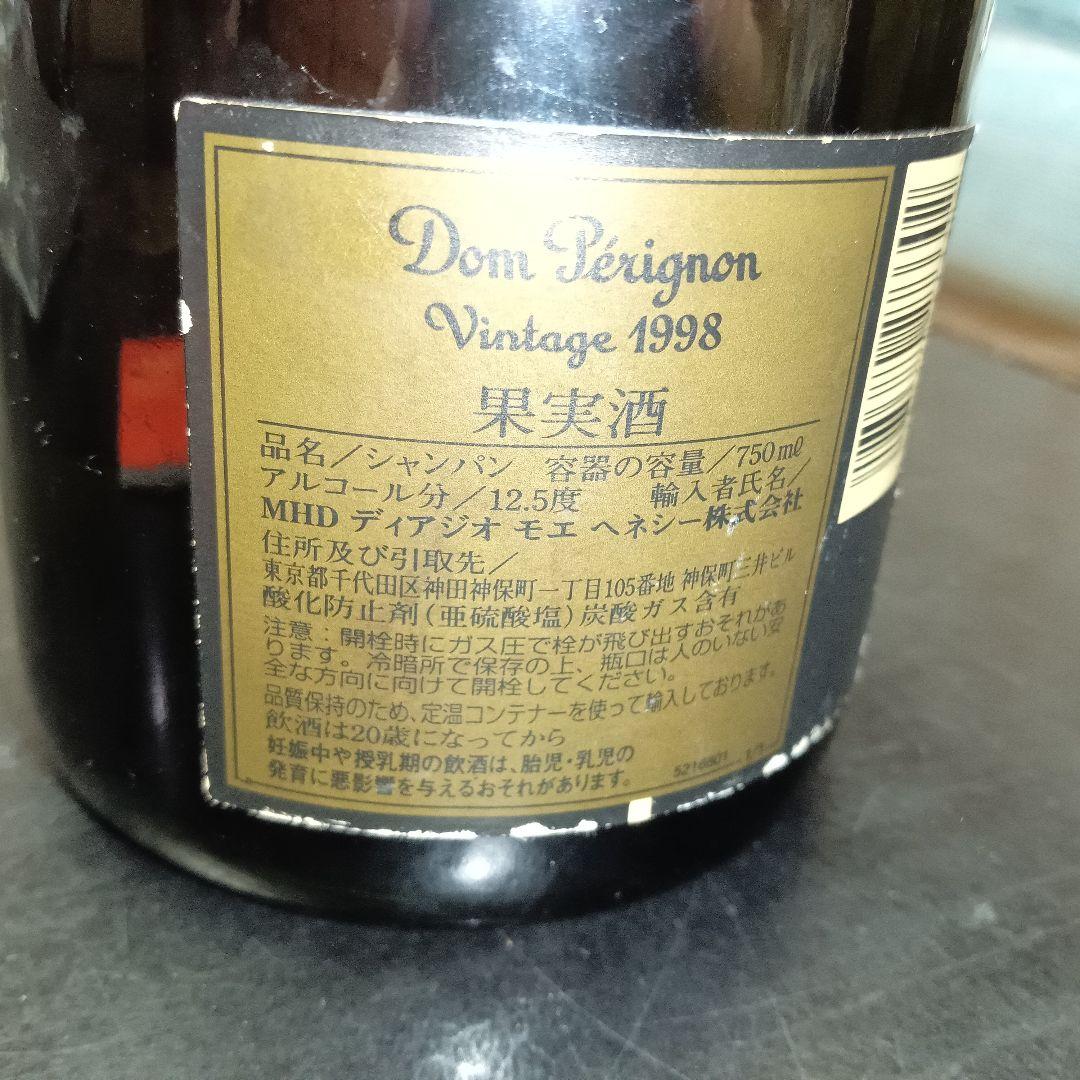 Dom Pérignon
Vintage 1998
果実酒
品名／シャンパン 容器の容量／750mℓ
アルコール分／12.5度 輸入者氏名／
MHD ディアジオ モエ ヘネシー株式会社
住所及び引取先／
東京都千代田区神田神保町一丁目105番地 神保町三井ビル
酸化防止剤(亜硫酸塩)炭酸ガス含有
注意：開栓時にガス圧で栓が飛び出すおそれがあ
ります。冷暗所で保存の上、瓶口は人のいない安
全な方向に向けて開栓してください。
品質保持のため、定温コンテナーを使って輸入しております。
飲酒は20歳になってから
妊娠中や授乳期の飲酒は、胎児・乳児の
発育に悪影響を与えるおそれがあります。